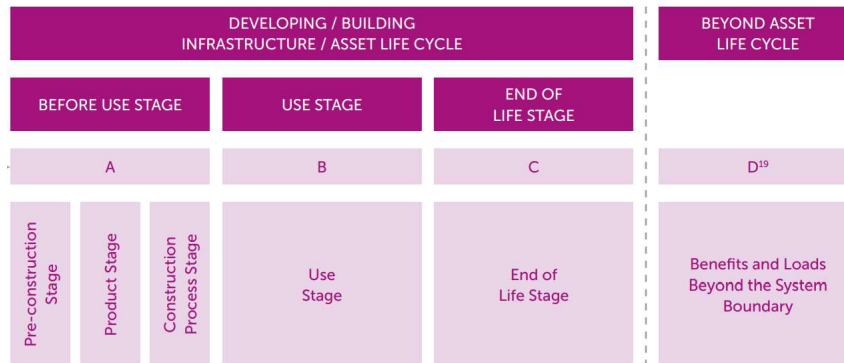 DEVELOPING / BUILDING
INFRASTRUCTURE / ASSET LIFE CYCLE
BEYOND ASSET
LIFE CYCLE
BEFORE USE STAGE
USE STAGE
END OF
LIFE STAGE
A
B
C
D¹⁹
Pre-construction
Stage
Product Stage
Construction
Process Stage
Use
Stage
End of
Life Stage
Benefits and Loads
Beyond the System
Boundary